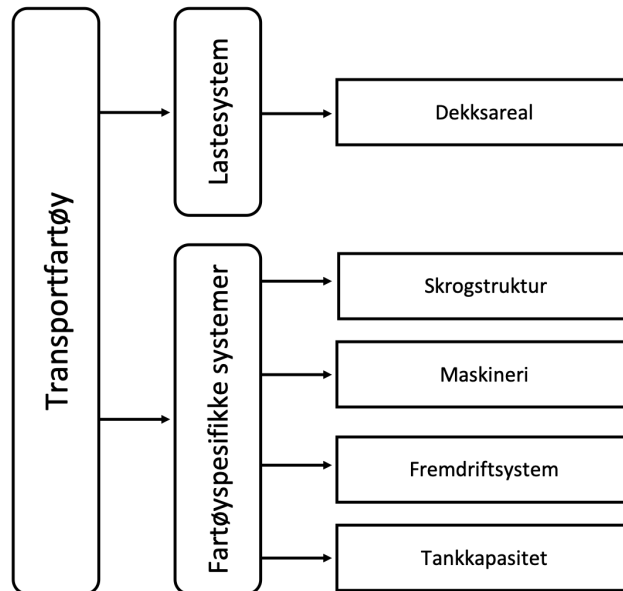 Transportfartøy
Lastesystem
Dekksareal
Fartøyspesifikke systemer
Skrogstruktur
Maskineri
Fremdriftsystem
Tankkapasitet